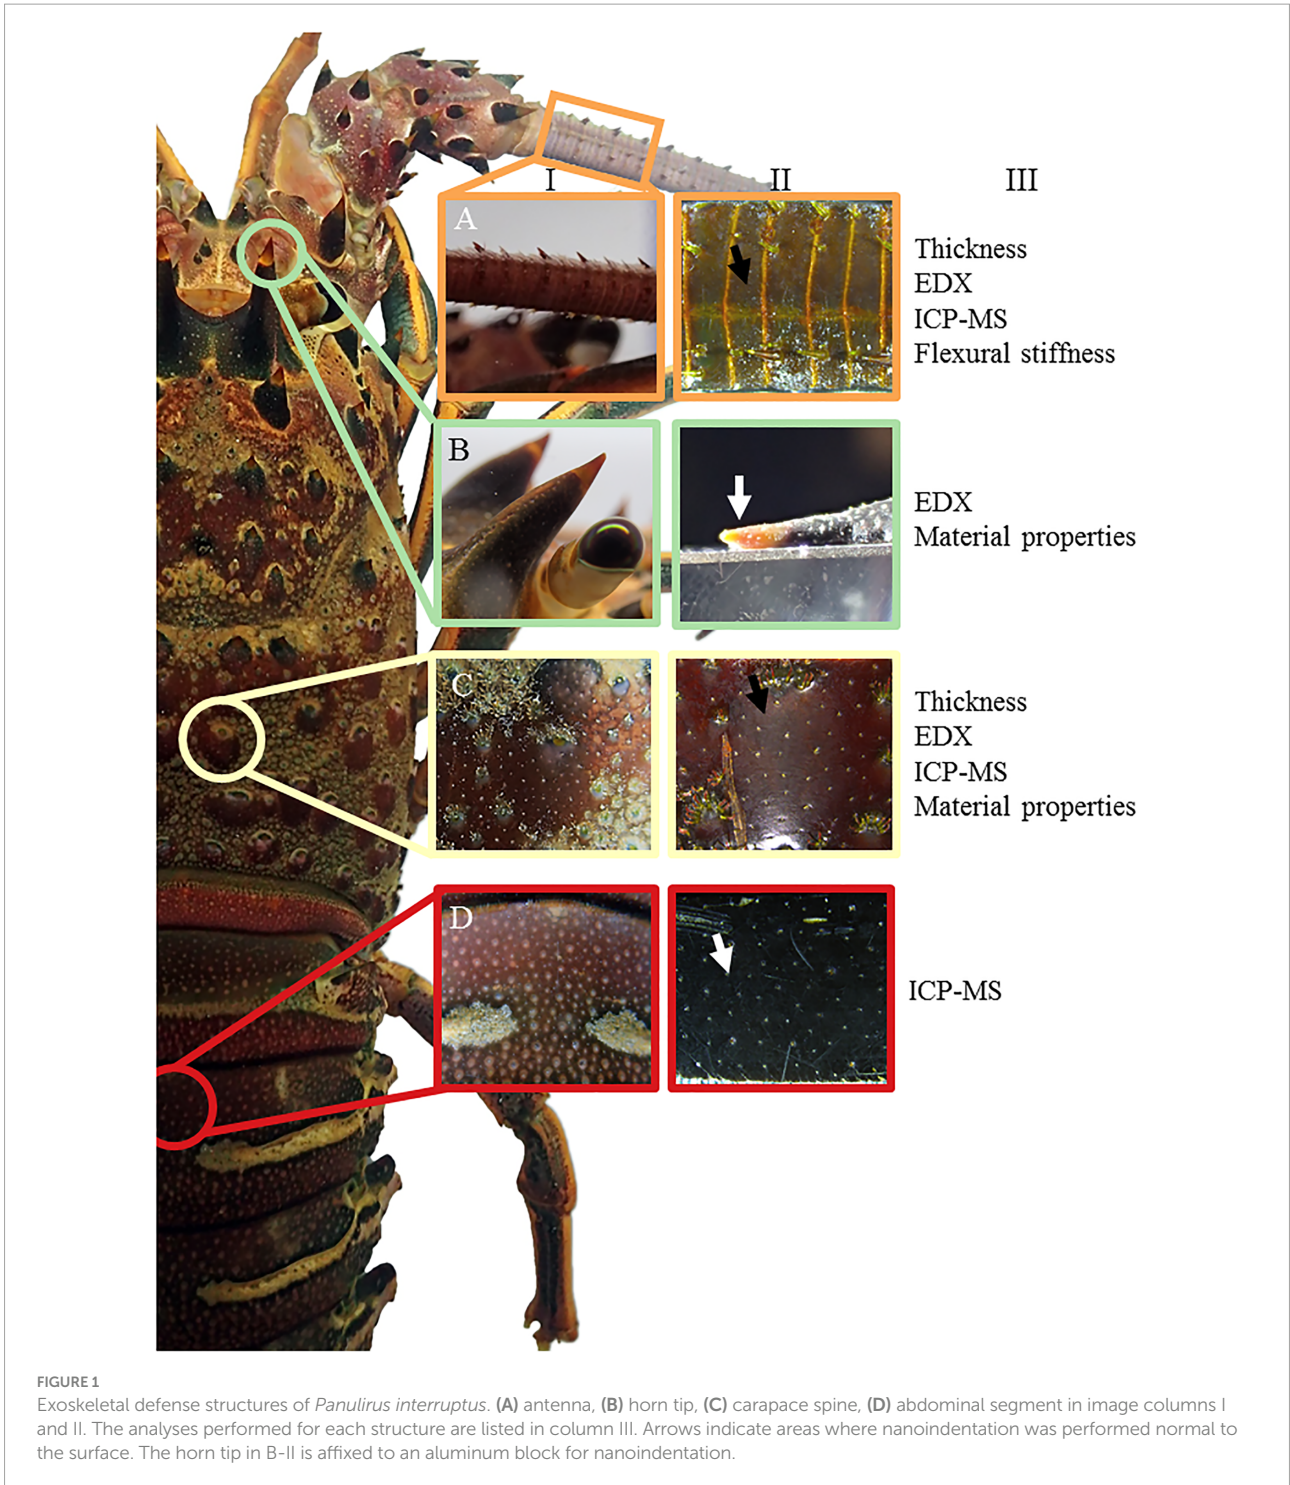 I
II
III
A
Thickness
EDX
ICP-MS
Flexural stiffness
B
EDX
Material properties
C
Thickness
EDX
ICP-MS
Material properties
D
ICP-MS
FIGURE 1
Exoskeletal defense structures of Panulirus interruptus. (A) antenna, (B) horn tip, (C) carapace spine, (D) abdominal segment in image columns I
and II. The analyses performed for each structure are listed in column III. Arrows indicate areas where nanoindentation was performed normal to
the surface. The horn tip in B-II is affixed to an aluminum block for nanoindentation.